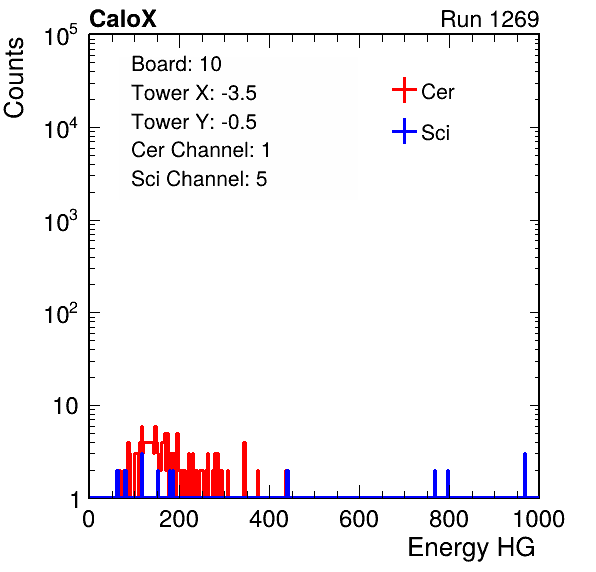 CaloX Run 1269
Counts
Board: 10
Tower X: -3.5
Tower Y: -0.5
Cer Channel: 1
Sci Channel: 5
Cer
Sci
10^5
10^4
10^3
10^2
10
1
0 200 400 600 800 1000
Energy HG